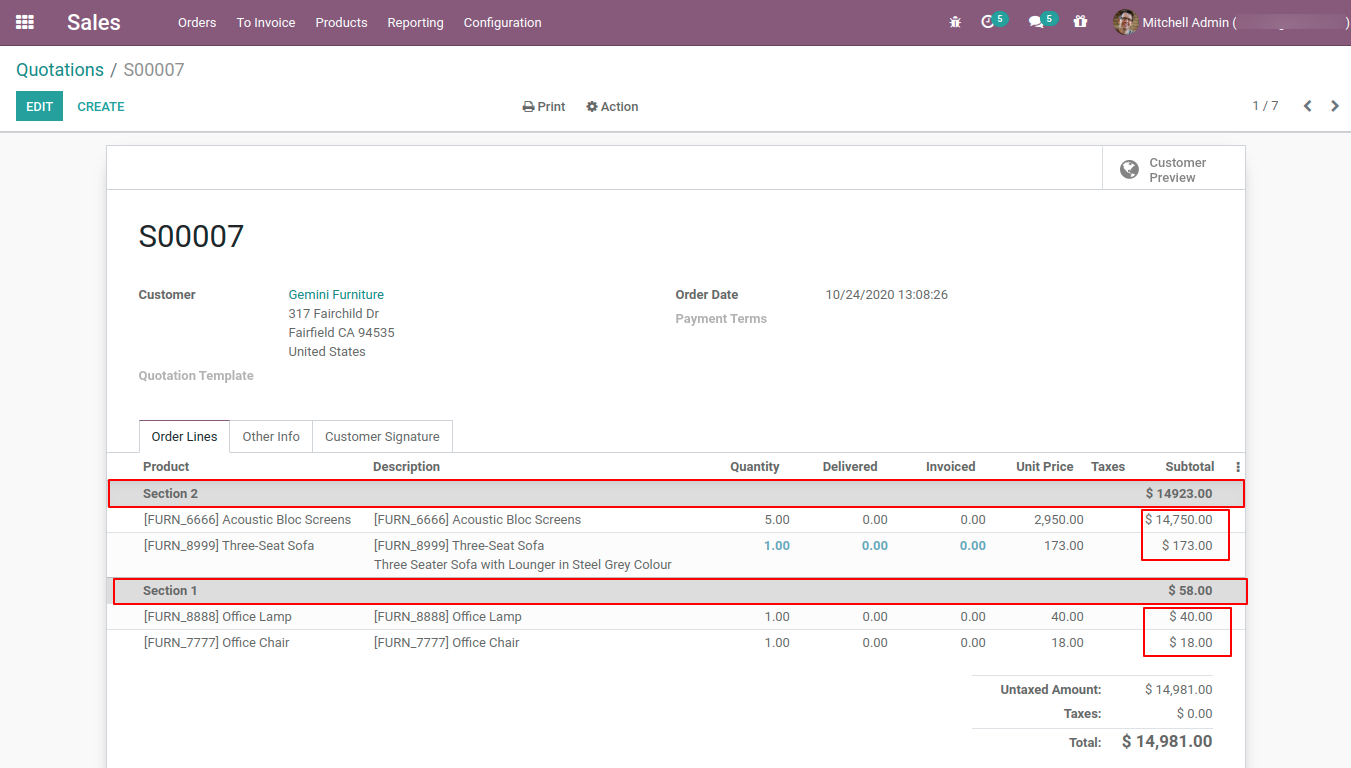 Sales Orders To Invoice Products Reporting Configuration 5 5 Mitchell Admin ( )
Quotations / S00007
EDIT CREATE Print Action 1 / 7
Customer
Preview
S00007
Customer Gemini Furniture Order Date 10/24/2020 13:08:26
317 Fairchild Dr Payment Terms
Fairfield CA 94535
United States
Quotation Template
Order Lines Other Info Customer Signature
Product Description Quantity Delivered Invoiced Unit Price Taxes Subtotal
Section 2 $ 14923.00
[FURN_6666] Acoustic Bloc Screens [FURN_6666] Acoustic Bloc Screens 5.00 0.00 0.00 2,950.00 $ 14,750.00
[FURN_8999] Three-Seat Sofa [FURN_8999] Three-Seat Sofa 1.00 0.00 0.00 173.00 $ 173.00
Three Seater Sofa with Lounger in Steel Grey Colour
Section 1 $ 58.00
[FURN_8888] Office Lamp [FURN_8888] Office Lamp 1.00 0.00 0.00 40.00 $ 40.00
[FURN_7777] Office Chair [FURN_7777] Office Chair 1.00 0.00 0.00 18.00 $ 18.00
Untaxed Amount: $ 14,981.00
Taxes: $ 0.00
Total: $ 14,981.00